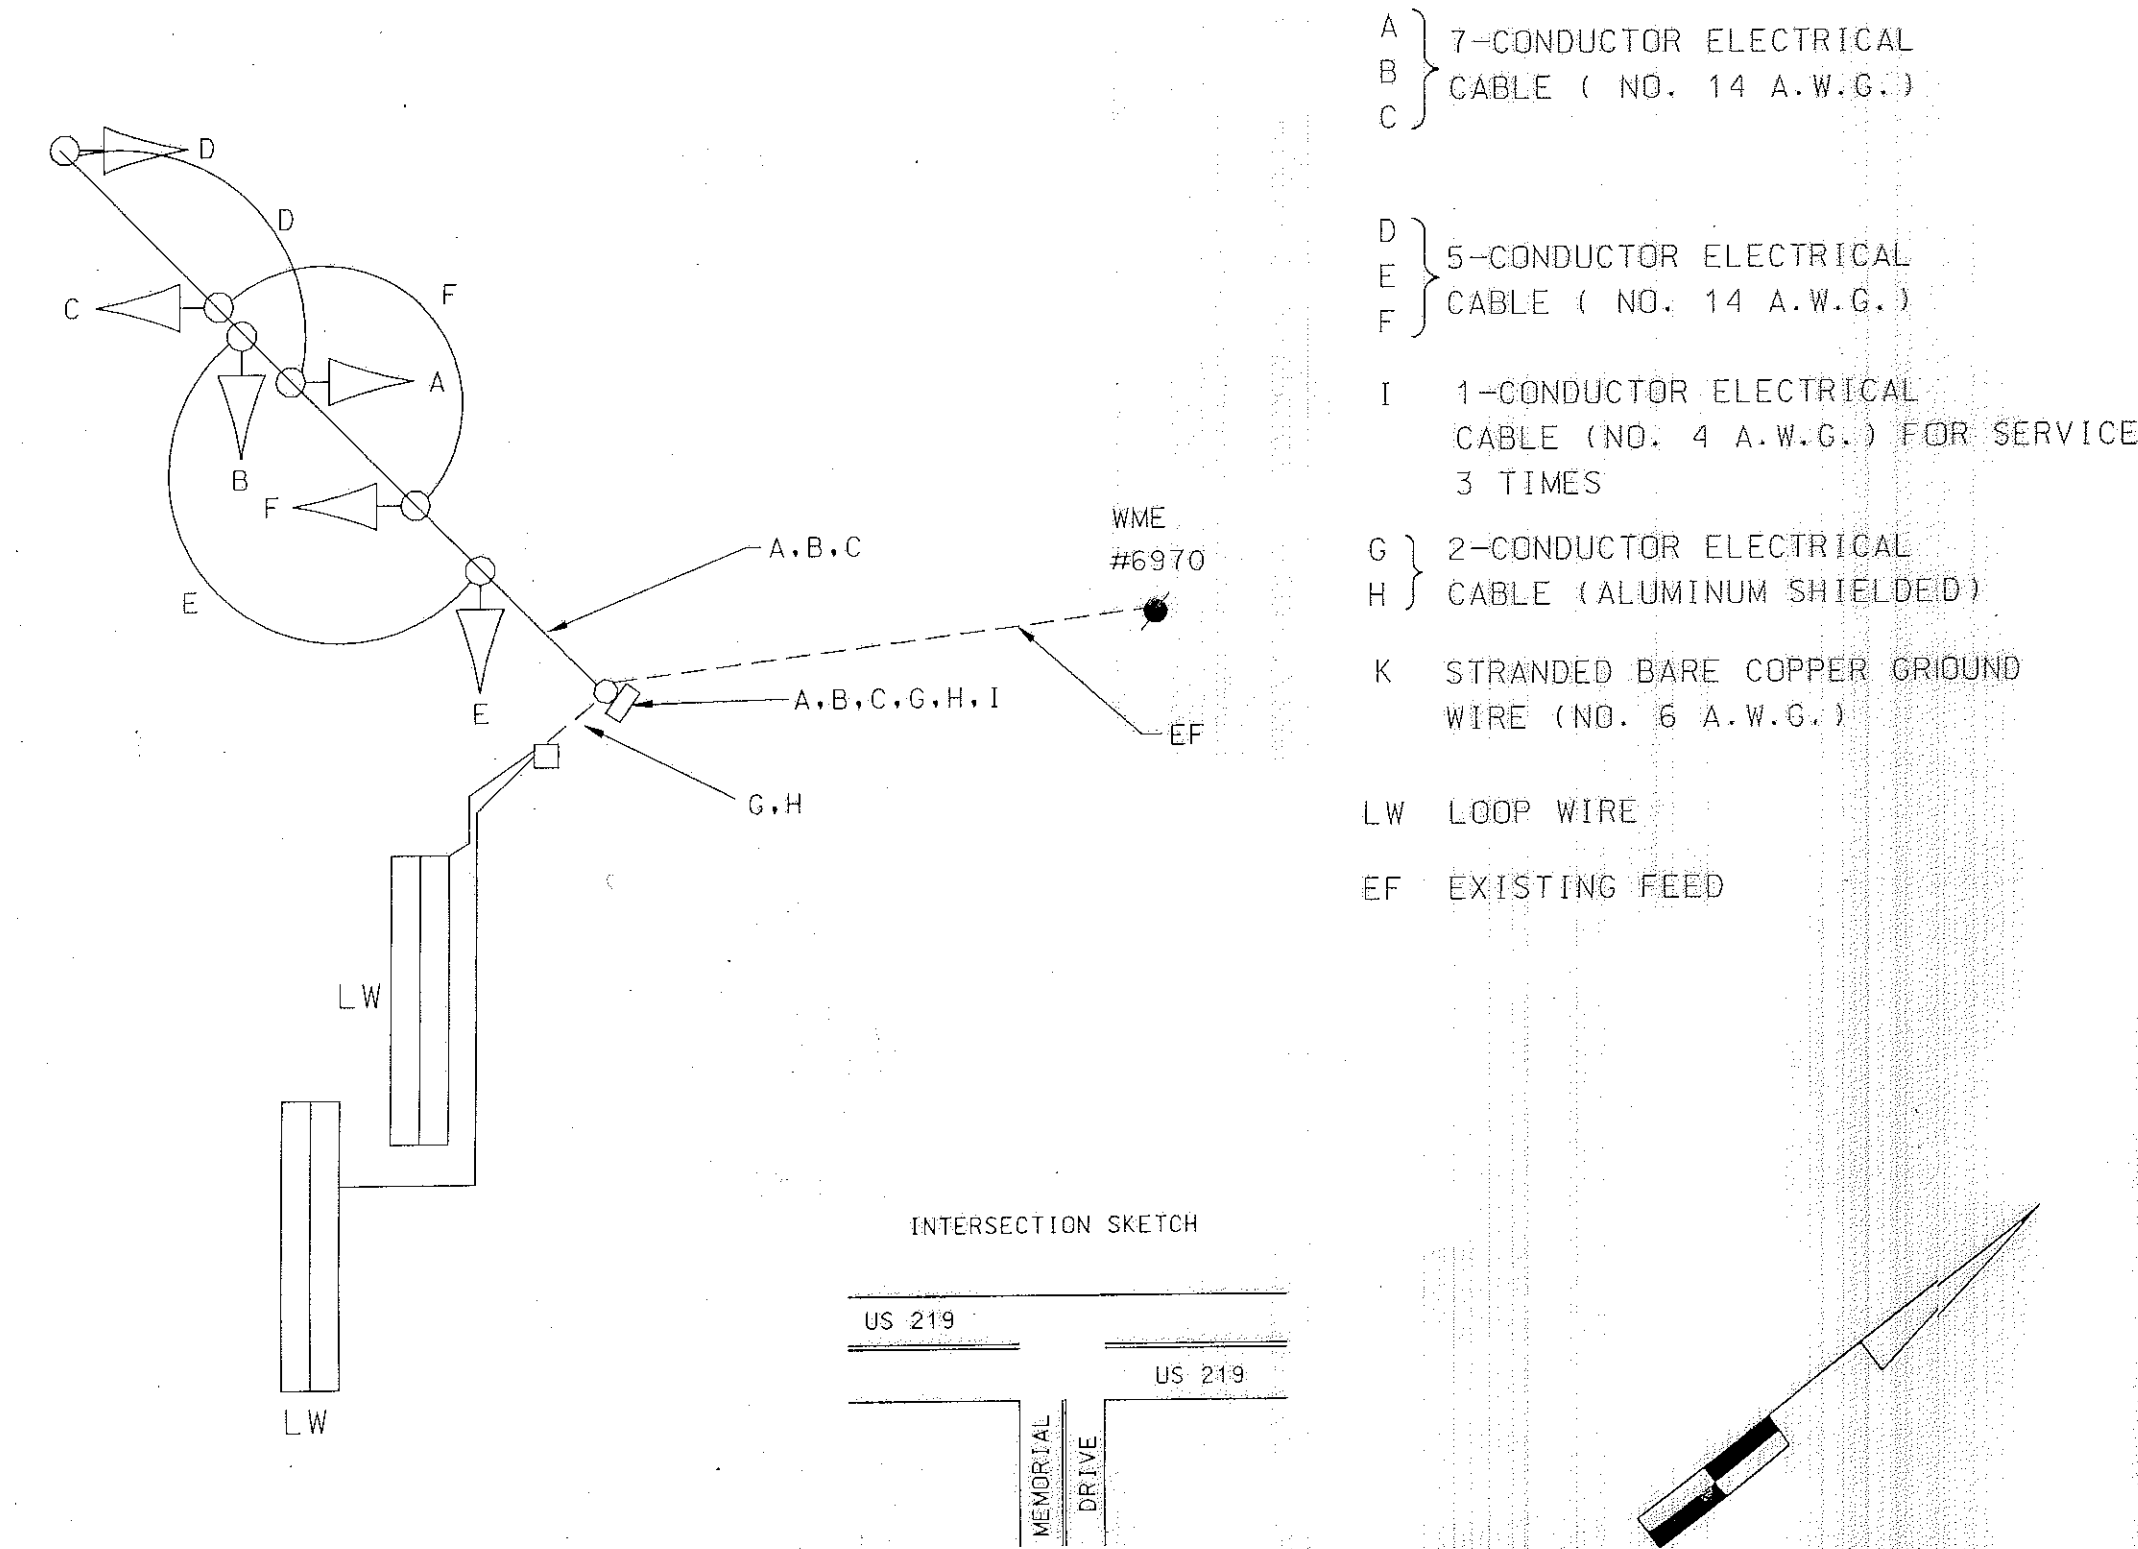 A
B
C
7-CONDUCTOR ELECTRICAL
CABLE ( NO. 14 A.W.G.)
D
E
F
5-CONDUCTOR ELECTRICAL
CABLE ( NO. 14 A.W.G.)
I 1-CONDUCTOR ELECTRICAL
CABLE (NO. 4 A.W.G.) FOR SERVICE
3 TIMES
G
H
2-CONDUCTOR ELECTRICAL
CABLE (ALUMINUM SHIELDED)
K STRANDED BARE COPPER GRIOUND
WIRE (NO. 6 A.W.G.)
LW LOOP WIRE
EF EXISTING FEED
D
D
F
C
A
B
F
E
E
A,B,C
WME
#6970
A,B,C,G,H,I
EF
G,H
LW
LW
INTERSECTION SKETCH
US 219
US 219
MEMORIAL
DRIVE